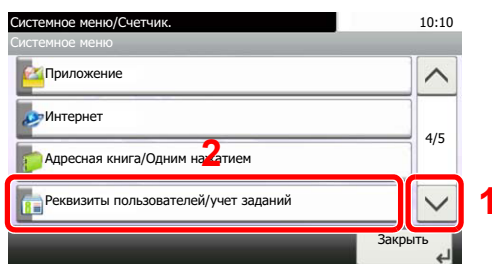 Системное меню/Счетчик. 10:10
Системное меню
Приложение
Интернет
4/5
2
Адресная книга/Одним нажатием
Реквизиты пользователей/учет заданий
1
Закрыть